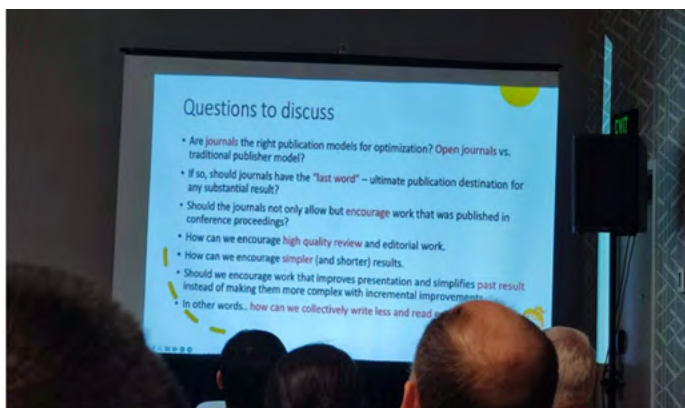 Questions to discuss
• Are journals the right publication models for optimization? Open journals vs.
traditional publisher model?
• If so, should journals have the "last word" – ultimate publication destination for
any substantial result?
• Should the journals not only allow but encourage work that was published in
conference proceedings?
• How can we encourage high quality review and editorial work.
• How can we encourage simpler (and shorter) results.
• Should we encourage work that improves presentation and simplifies past result
instead of making them more complex with incremental improvements
• In other words.. how can we collectively write less and read
EXIT